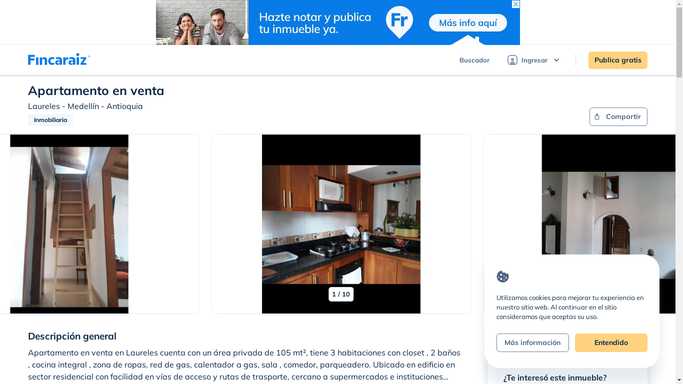 Hazte notar y publica
tu inmueble ya.
Fr
Más info aquí
Fincaraiz
Buscador
Ingresar
Publica gratis
Apartamento en venta
Laureles - Medellín - Antioquia
Inmobiliaria
Compartir
1 / 10
Utilizamos cookies para mejorar tu experiencia en
nuestro sitio web. Al continuar en el sitio
consideramos que aceptas su uso.
Más información
Entendido
Descripción general
Apartamento en venta en Laureles cuenta con un área privada de 105 mt², tiene 3 habitaciones con closet , 2 baños
, cocina integral , zona de ropas, red de gas, calentador a gas, sala , comedor, parqueadero. Ubicado en edificio en
sector residencial con facilidad en vías de acceso y rutas de trasporte, cercano a supermercados e instituciones...
¿Te interesó este inmueble?